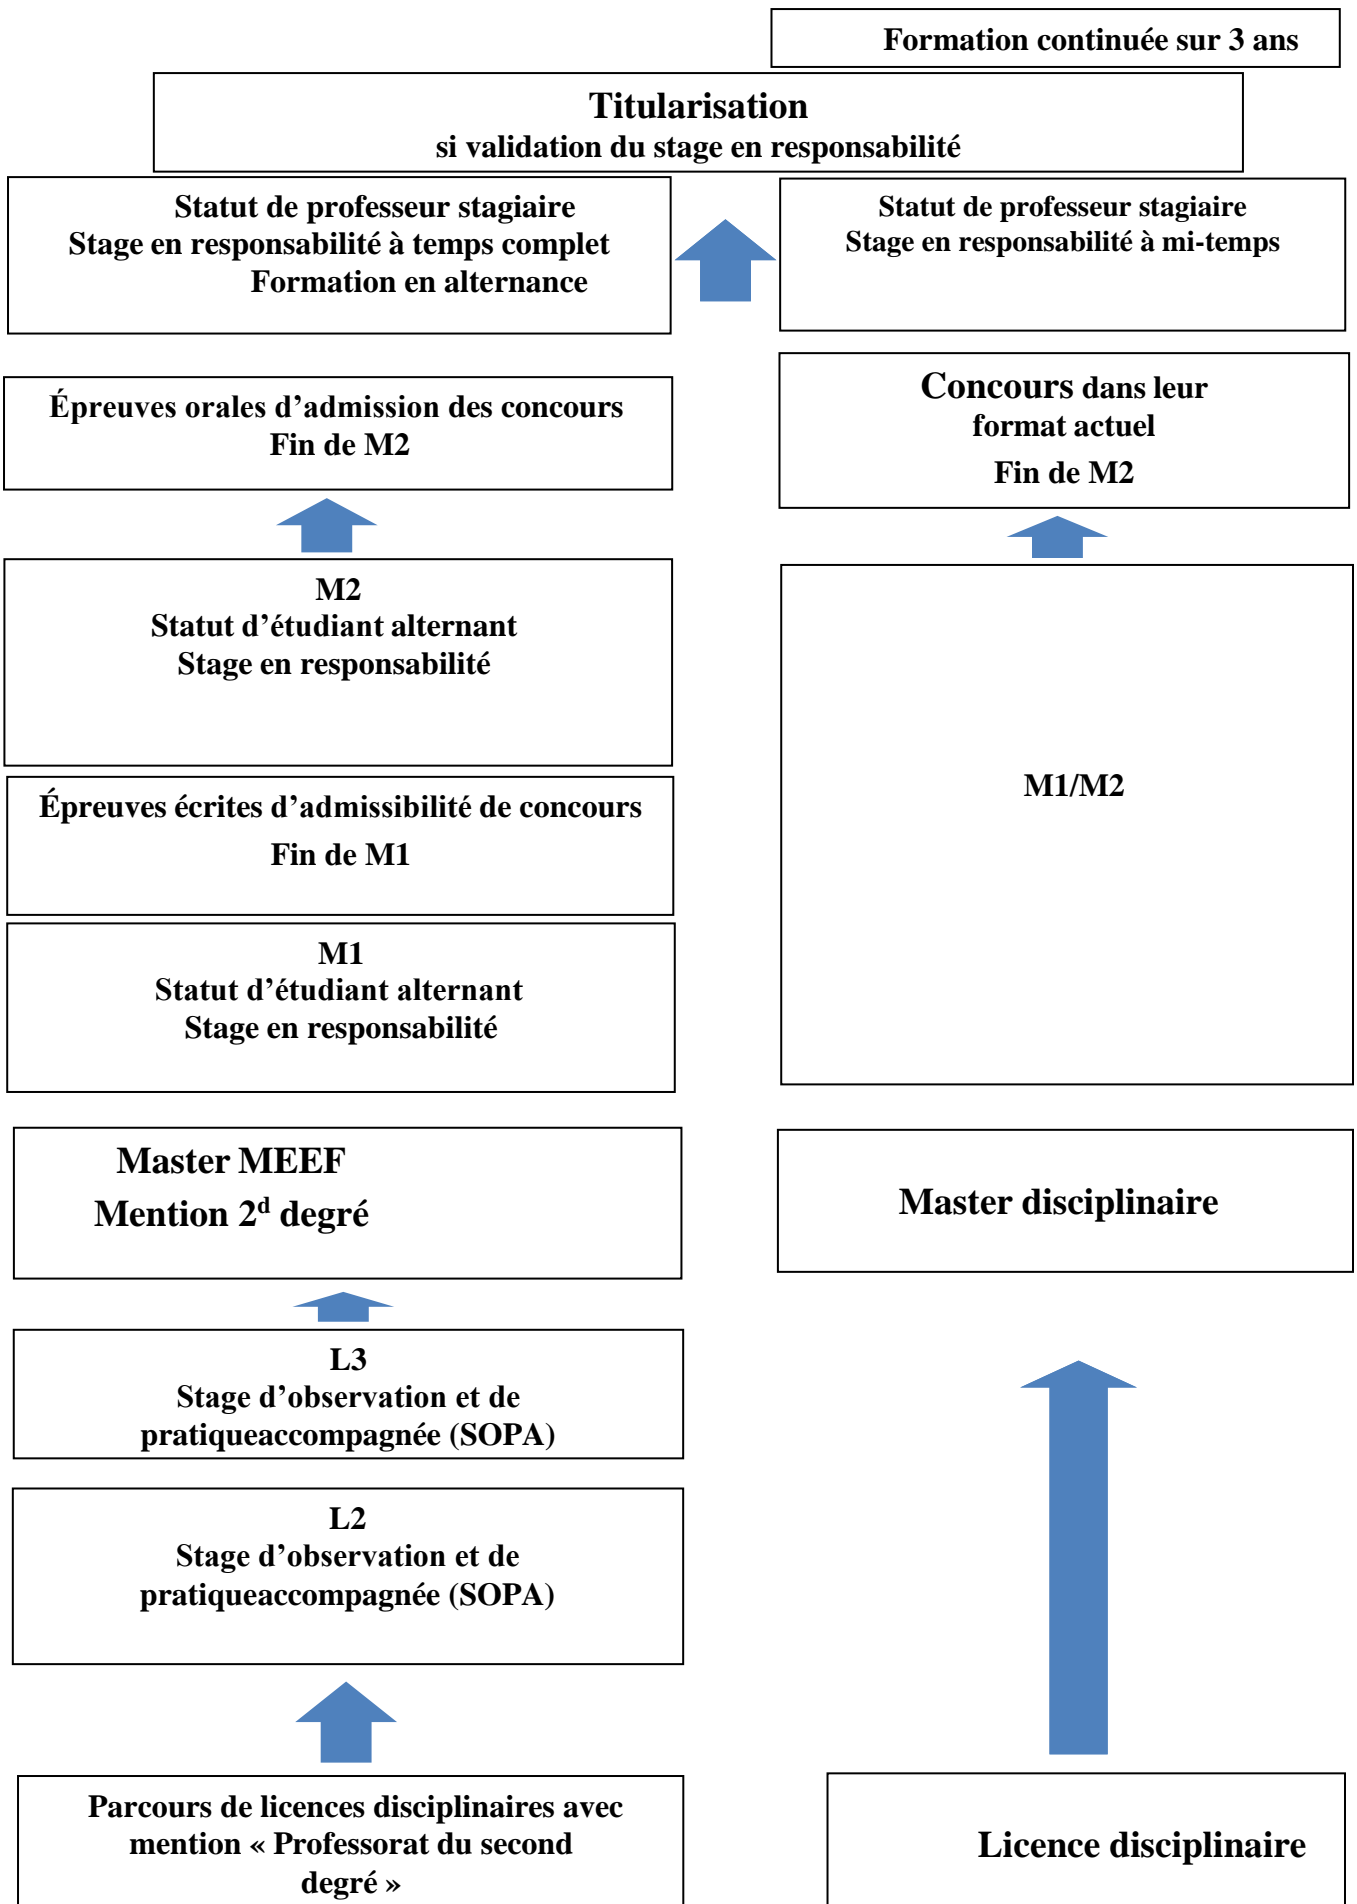 Formation continuée sur 3 ans
Titularisation
si validation du stage en responsabilité
Statut de professeur stagiaire
Stage en responsabilité à temps complet
Formation en alternance
Statut de professeur stagiaire
Stage en responsabilité à mi-temps
Épreuves orales d’admission des concours
Fin de M2
Concours dans leur
format actuel
Fin de M2
M2
Statut d’étudiant alternant
Stage en responsabilité
M1/M2
Épreuves écrites d’admissibilité de concours
Fin de M1
M1
Statut d’étudiant alternant
Stage en responsabilité
Master MEEF
Mention 2d degré
Master disciplinaire
L3
Stage d’observation et de
pratiqueaccompagnée (SOPA)
L2
Stage d’observation et de
pratiqueaccompagnée (SOPA)
Parcours de licences disciplinaires avec
mention « Professorat du second
degré »
Licence disciplinaire